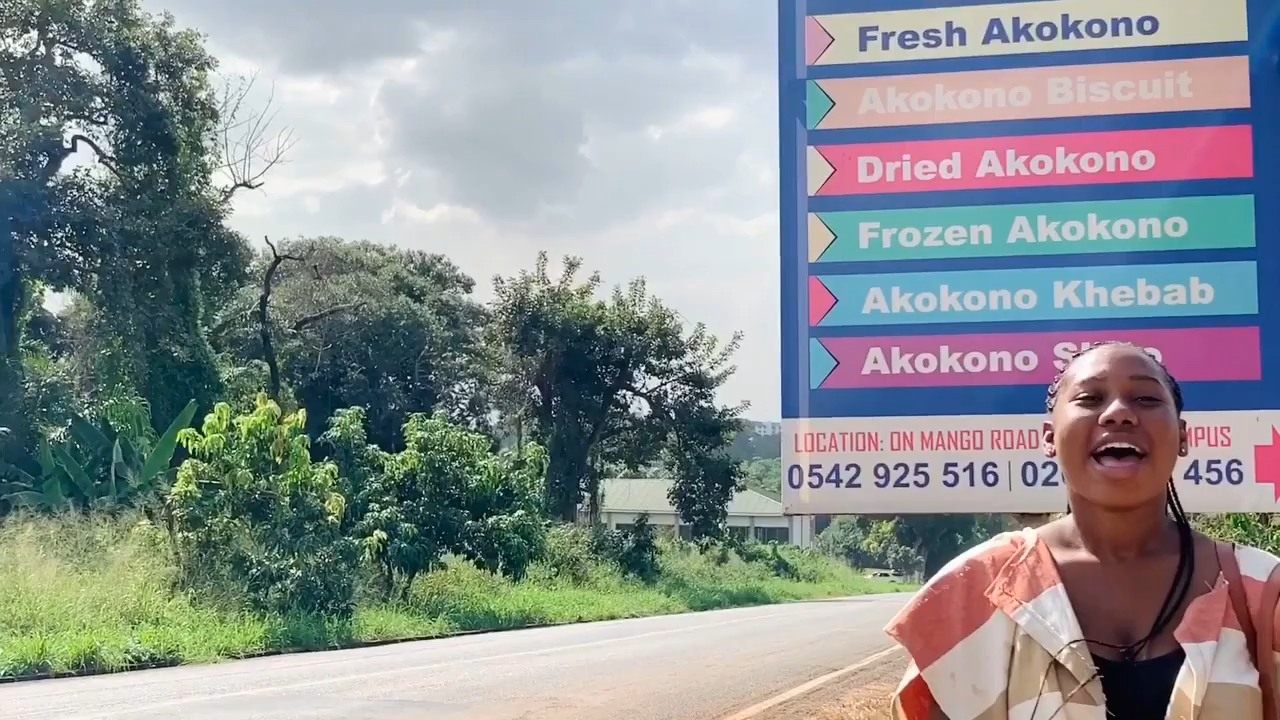 Fresh Akokono
Akokono Biscuit
Dried Akokono
Frozen Akokono
Akokono Khebab
Akokono
LOCATION: ON MANGO ROAD
0542 925 516 | 02 456